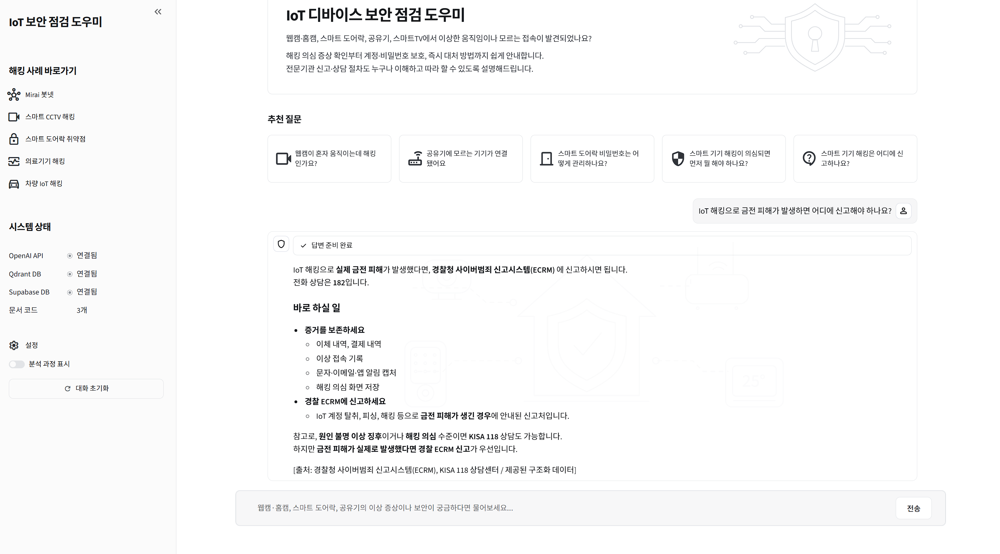 IoT 보안 점검 도우미
해킹 사례 바로가기
Mirai 봇넷
스마트 CCTV 해킹
스마트 도어락 취약점
의료기기 해킹
차량 IoT 해킹
시스템 상태
OpenAI API 연결됨
Qdrant DB 연결됨
Supabase DB 연결됨
문서 코드 3개
설정
분석 과정 표시
대화 초기화
IoT 디바이스 보안 점검 도우미
웹캠·홈캠, 스마트 도어락, 공유기, 스마트TV에서 이상한 움직임이나 모르는 접속이 발견되었나요?
해킹 의심 증상 확인부터 계정·비밀번호 보호, 즉시 대처 방법까지 쉽게 안내합니다.
전문기관 신고·상담 절차도 누구나 이해하고 따라 할 수 있도록 설명해드립니다.
추천 질문
웹캠이 혼자 움직이는데 해킹
인가요?
공유기에 모르는 기기가 연결
됐어요
스마트 도어락 비밀번호는 어
떻게 관리하나요?
스마트 기기 해킹이 의심되면
먼저 뭘 해야 하나요?
스마트 기기 해킹은 어디에 신
고하나요?
IoT 해킹으로 금전 피해가 발생하면 어디에 신고해야 하나요?
답변 준비 완료
IoT 해킹으로 실제 금전 피해가 발생했다면, 경찰청 사이버범죄 신고시스템(ECRM) 에 신고하시면 됩니다.
전화 상담은 182입니다.
바로 하실 일
• 증거를 보존하세요
◦ 이체 내역, 결제 내역
◦ 이상 접속 기록
◦ 문자·이메일·앱 알림 캡처
◦ 해킹 의심 화면 저장
• 경찰 ECRM에 신고하세요
◦ IoT 계정 탈취, 피싱, 해킹 등으로 금전 피해가 생긴 경우에 안내된 신고처입니다.
참고로, 원인 불명 이상 징후이거나 해킹 의심 수준이면 KISA 118 상담도 가능합니다.
하지만 금전 피해가 실제로 발생했다면 경찰 ECRM 신고가 우선입니다.
[출처: 경찰청 사이버범죄 신고시스템(ECRM), KISA 118 상담센터 / 제공된 구조화 데이터]
25°
웹캠·홈캠, 스마트 도어락, 공유기의 이상 증상이나 보안이 궁금하다면 물어보세요...
전송